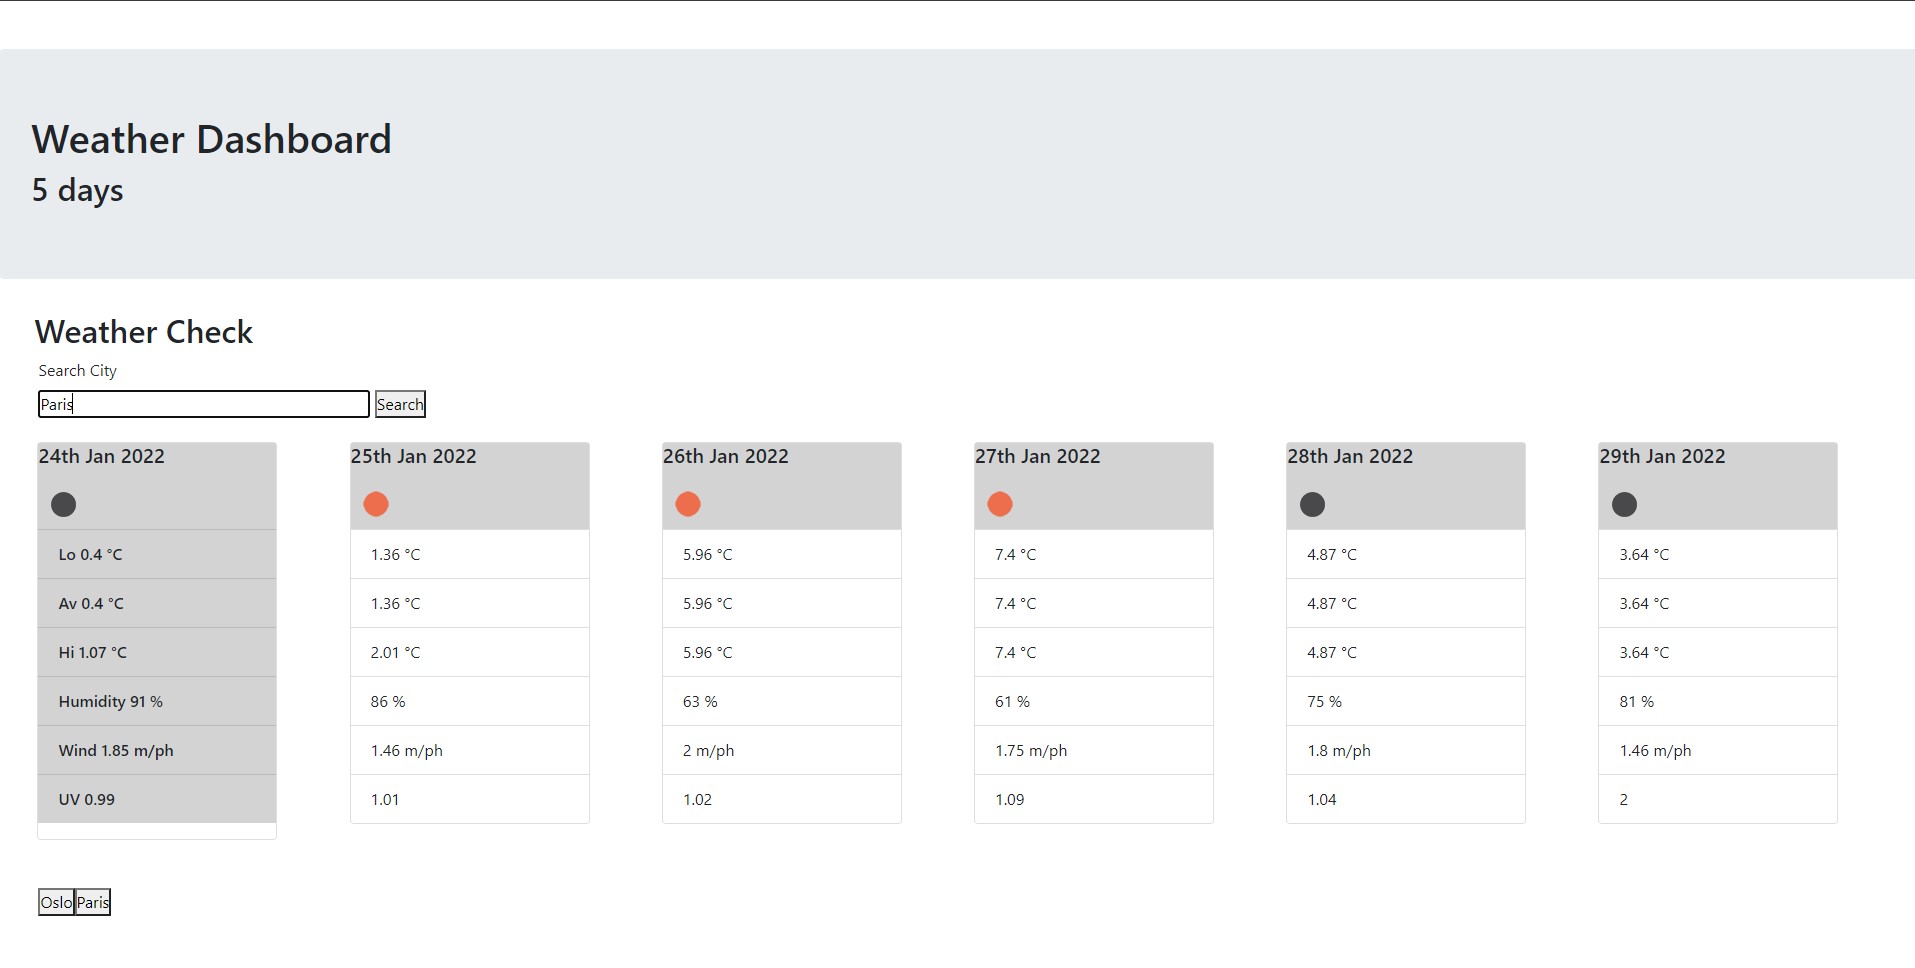 Weather Dashboard
5 days
Weather Check
Search City
Paris Search
24th Jan 2022
Lo 0.4 °C
Av 0.4 °C
Hi 1.07 °C
Humidity 91 %
Wind 1.85 m/ph
UV 0.99
25th Jan 2022
1.36 °C
1.36 °C
2.01 °C
86 %
1.46 m/ph
1.01
26th Jan 2022
5.96 °C
5.96 °C
5.96 °C
63 %
2 m/ph
1.02
27th Jan 2022
7.4 °C
7.4 °C
7.4 °C
61 %
1.75 m/ph
1.09
28th Jan 2022
4.87 °C
4.87 °C
4.87 °C
75 %
1.8 m/ph
1.04
29th Jan 2022
3.64 °C
3.64 °C
3.64 °C
81 %
1.46 m/ph
2
Oslo Paris